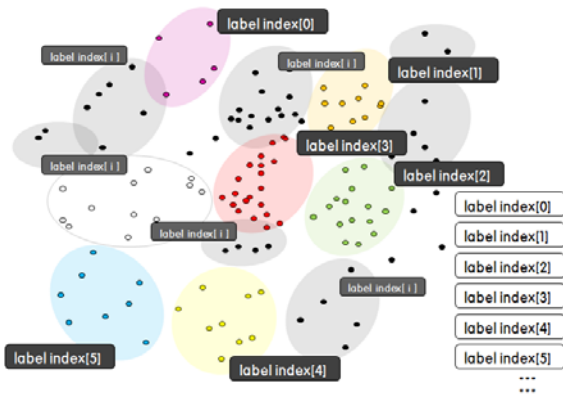 label index[0]
label index[ i ]
label index[ i ]
label index[1]
label index[3]
label index[ i ]
label index[2]
label index[0]
label index[ i ]
label index[1]
label index[2]
label index[ i ]
label index[3]
label index[4]
label index[5]
label index[5]
label index[4]
...
...